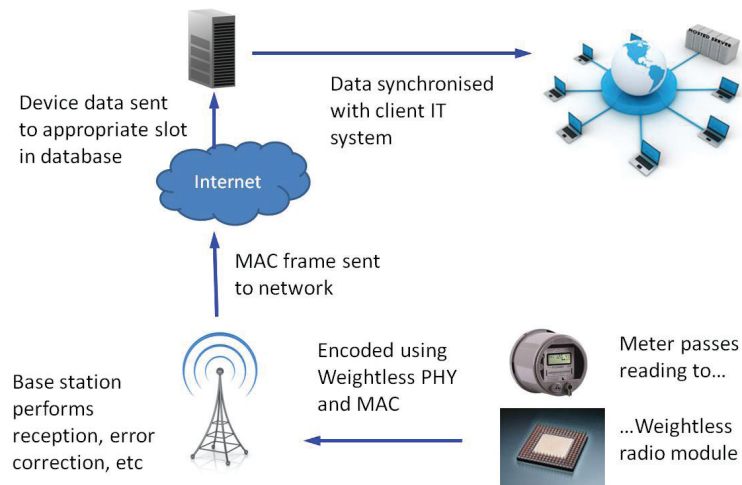 HOSTED SERVER
Device data sent
to appropriate slot
in database
Data synchronised
with client IT
system
Internet
MAC frame sent
to network
Base station
performs
reception, error
correction, etc
Encoded using
Weightless PHY
and MAC
Meter passes
reading to...
...Weightless
radio module